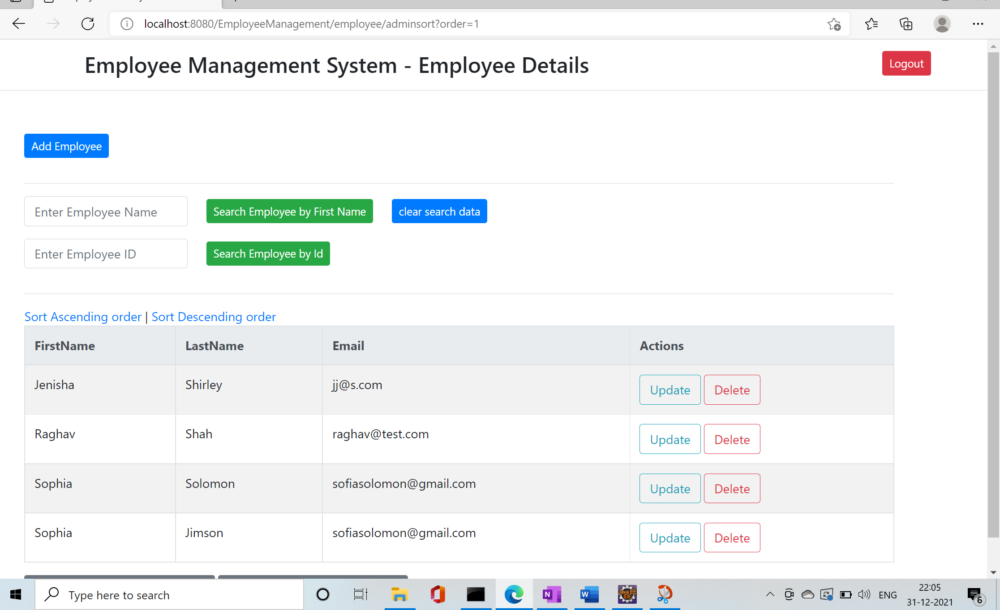 localhost:8080/EmployeeManagement/employee/adminsort?order=1
Employee Management System - Employee Details
Logout
Add Employee
Enter Employee Name
Search Employee by First Name
clear search data
Enter Employee ID
Search Employee by Id
Sort Ascending order | Sort Descending order
FirstName LastName Email Actions
Jenisha Shirley jj@s.com Update Delete
Raghav Shah raghav@test.com Update Delete
Sophia Solomon sofiasolomon@gmail.com Update Delete
Sophia Jimson sofiasolomon@gmail.com Update Delete
Type here to search
N
W
Java EE
IDE
ENG
22:05
31-12-2021
6